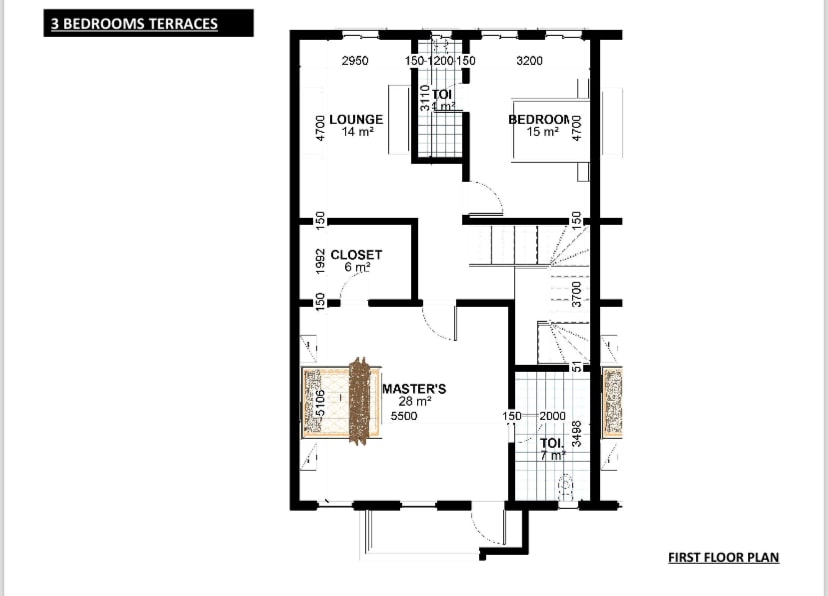 3 BEDROOMS TERRACES
2950
150
1200
150
3200
3110
TOI
4700
LOUNGE
14 m²
BEDROOM
15 m²
4700
150
150
1992
CLOSET
6 m²
3700
150
51
MASTER'S
28 m²
5106
5500
150
2000
3498
TOI.
7 m²
FIRST FLOOR PLAN